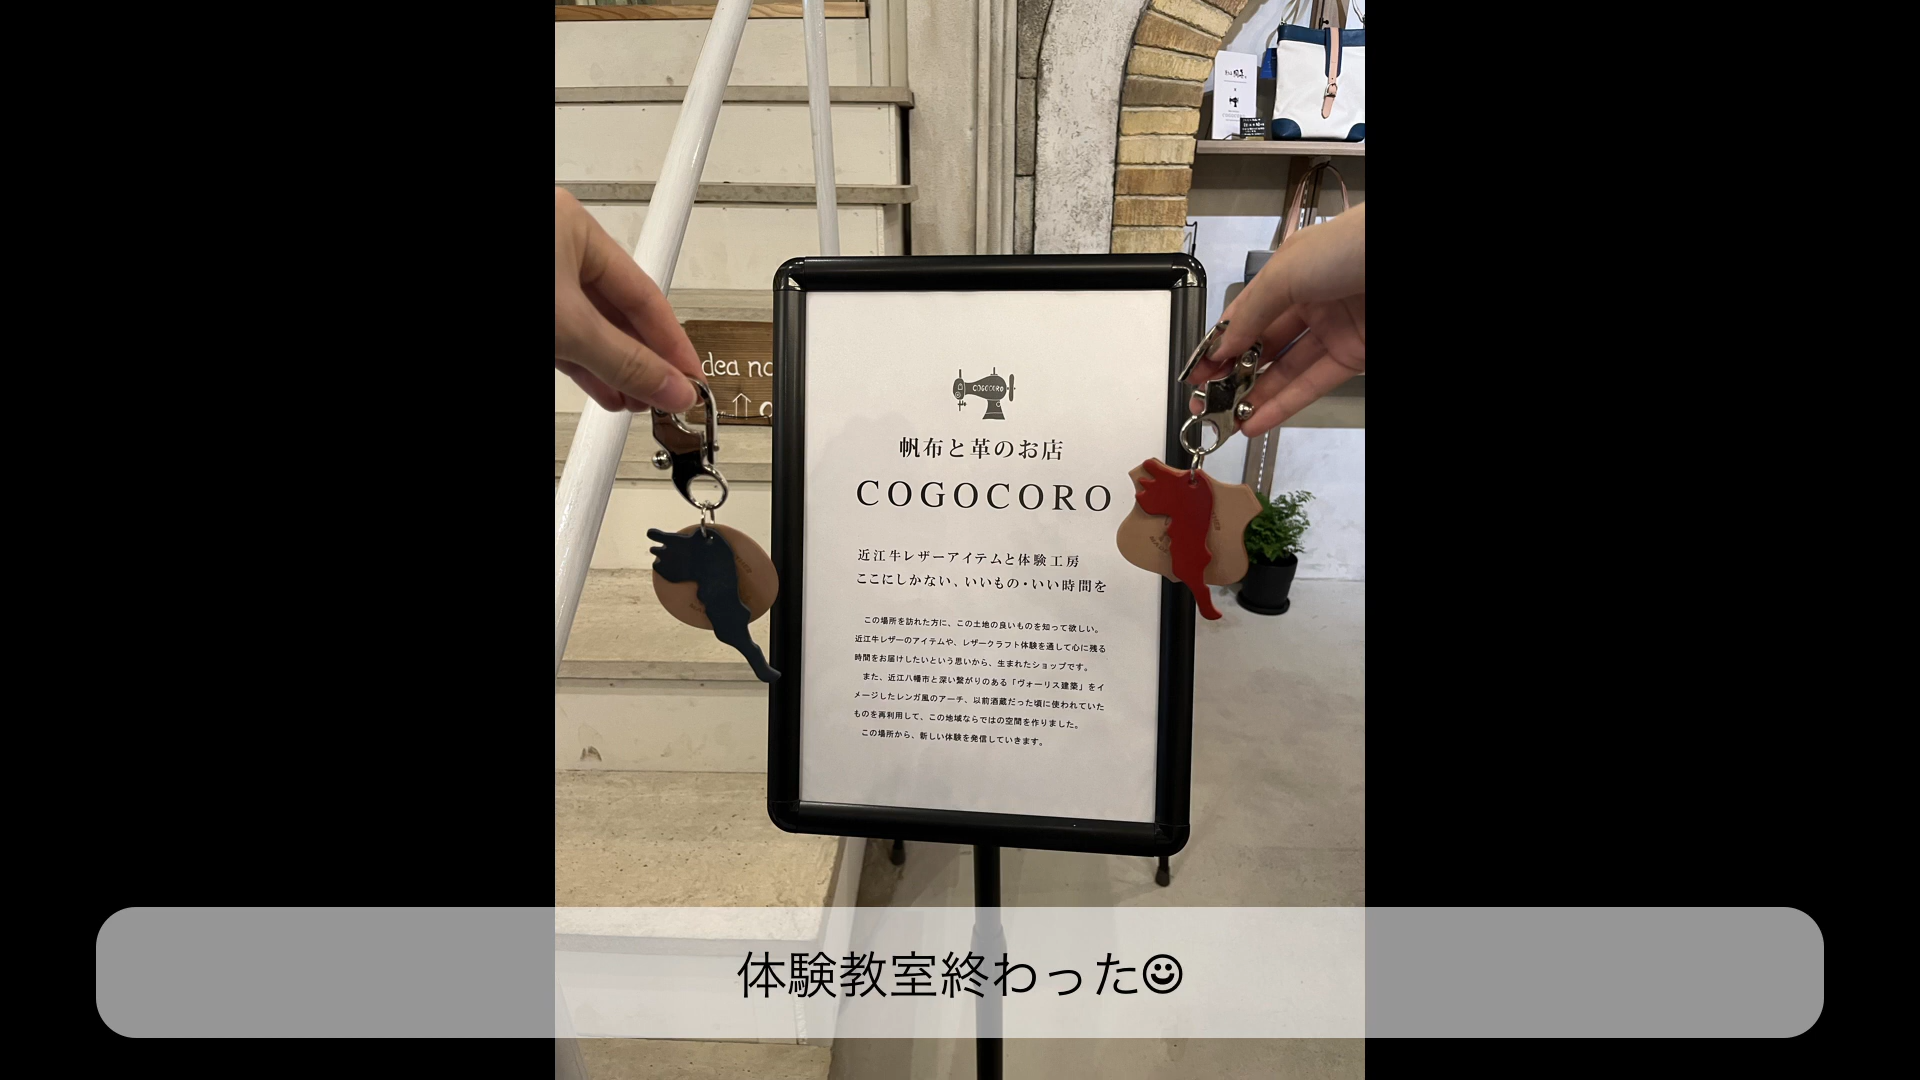 dea no
COGOCORO
帆布と革のお店
COGOCORO
近江牛レザーアイテムと体験工房
ここにしかない、いいもの・いい時間を
この場所を訪れた方に、この土地の良いものを知って欲しい。
近江牛レザーのアイテムや、レザークラフト体験を通して心に残る
時間をお届けしたいという思いから、生まれたショップです。
また、近江八幡市と深い繋がりのある「ヴォーリス建築」をイ
メージしたレンガ風のアーチ、以前酒蔵だった頃に使われていた
ものを再利用して、この地域ならではの空間を作りました。
この場所から、新しい体験を発信していきます。
体験教室終わった😃